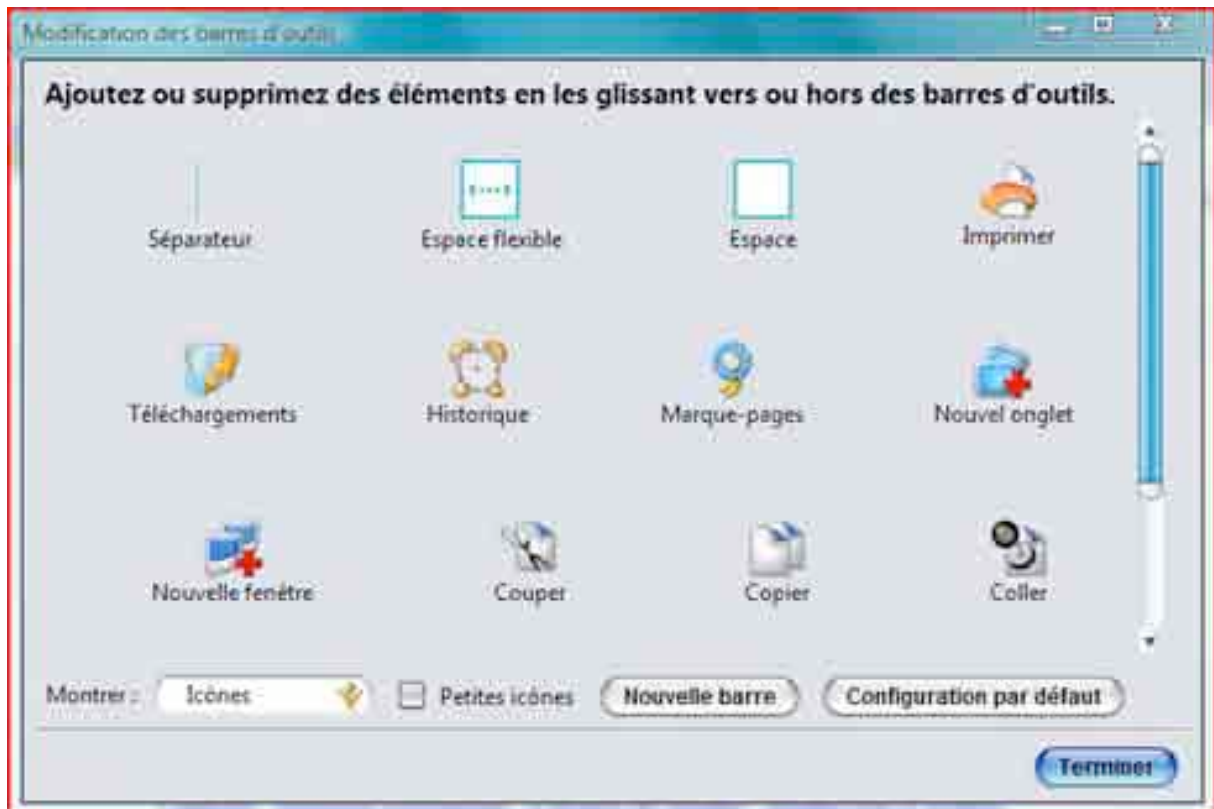 Modification des barres d'outils
Ajoutez ou supprimez des éléments en les glissant vers ou hors des barres d'outils.
Séparateur
Espace flexible
Espace
Imprimer
Téléchargements
Historique
Marque-pages
Nouvel onglet
Nouvelle fenêtre
Couper
Copier
Coller
Montrer : Icônes Petites icônes Nouvelle barre Configuration par défaut
Terminer